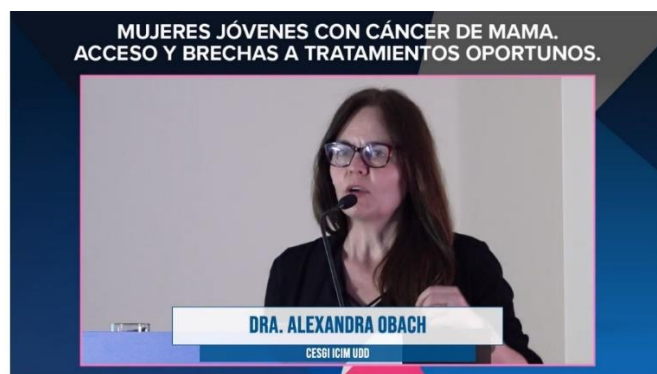 MUJERES JÓVENES CON CÁNCER DE MAMA.
ACCESO Y BRECHAS A TRATAMIENTOS OPORTUNOS.
DRA. ALEXANDRA OBACH
CESGI ICIM UDD